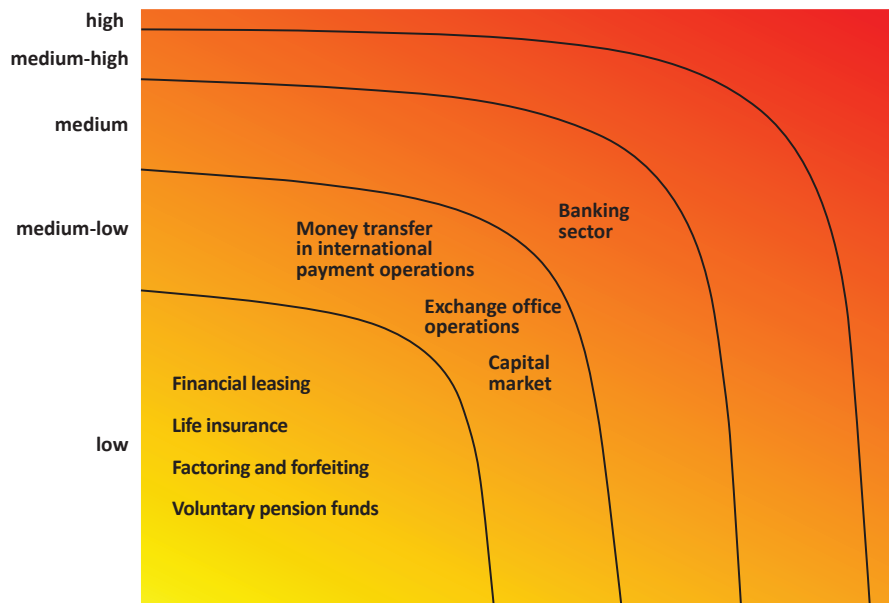 high
medium-high
medium
medium-low
low
Banking
sector
Money transfer
in international
payment operations
Exchange office
operations
Capital
market
Financial leasing
Life insurance
Factoring and forfeiting
Voluntary pension funds